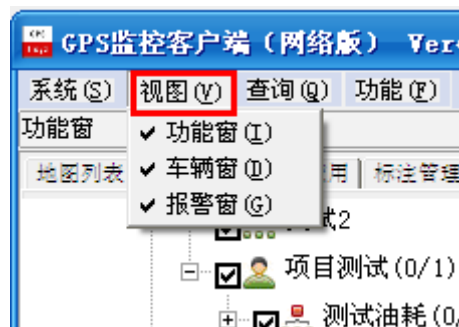 GPS监控客户端（网络版） Ver
系统(S) 视图(V) 查询(Q) 功能(F)
功能窗
✔ 功能窗(I)
地图列表 用 标注管理
✔ 车辆窗(D)
✔ 报警窗(G)
试2
项目测试(0/1)
测试油耗(0/